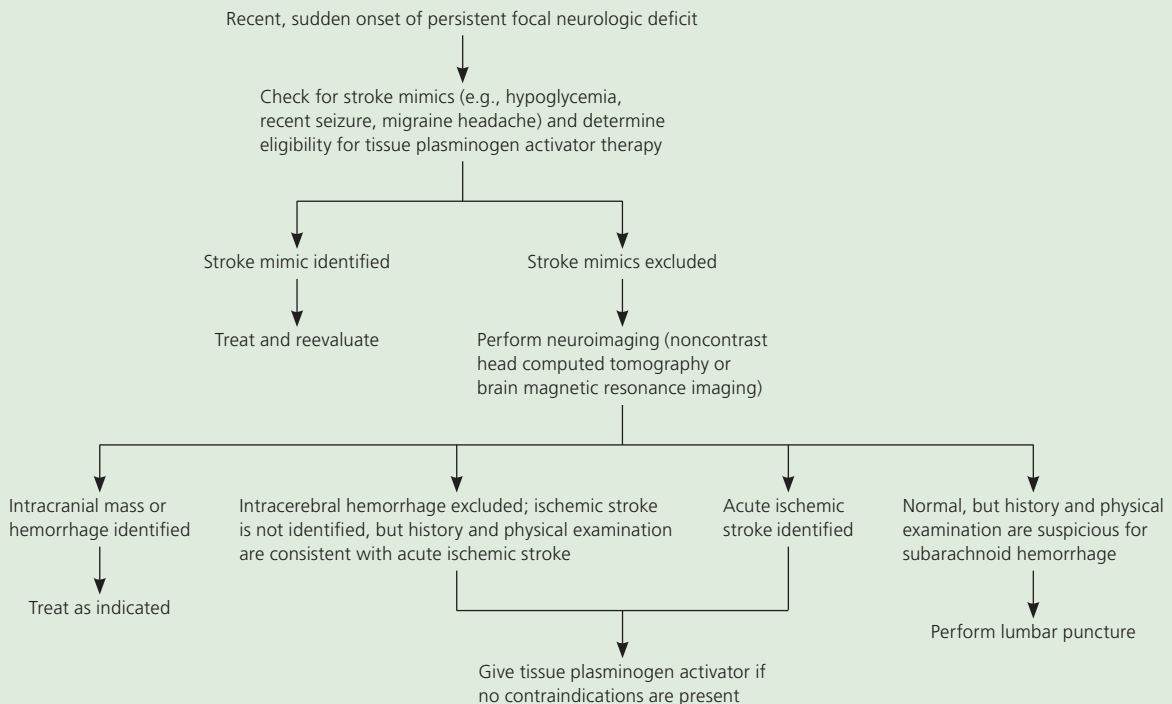 Recent, sudden onset of persistent focal neurologic deficit
Check for stroke mimics (e.g., hypoglycemia,
recent seizure, migraine headache) and determine
eligibility for tissue plasminogen activator therapy
Stroke mimic identified
Stroke mimics excluded
Treat and reevaluate
Perform neuroimaging (noncontrast
head computed tomography or
brain magnetic resonance imaging)
Intracranial mass or
hemorrhage identified
Intracerebral hemorrhage excluded; ischemic stroke
is not identified, but history and physical examination
are consistent with acute ischemic stroke
Acute ischemic
stroke identified
Normal, but history and physical
examination are suspicious for
subarachnoid hemorrhage
Treat as indicated
Perform lumbar puncture
Give tissue plasminogen activator if
no contraindications are present